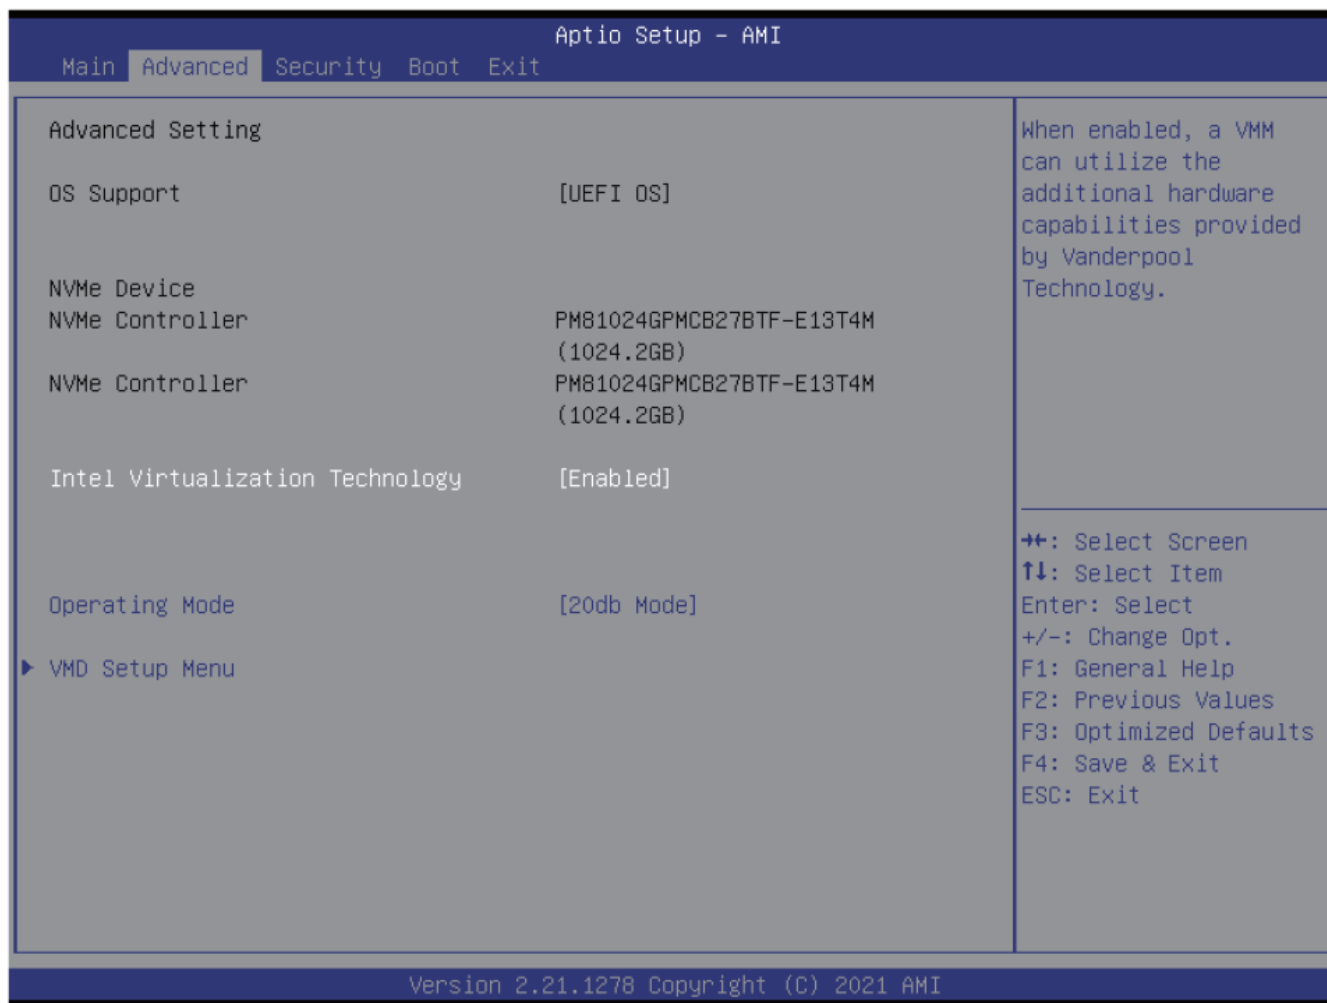 Aptio Setup – AMI
Main Advanced Security Boot Exit
Advanced Setting
OS Support [UEFI OS]
NVMe Device
NVMe Controller PM81024GPMCB27BTF-E13T4M
(1024.2GB)
NVMe Controller PM81024GPMCB27BTF-E13T4M
(1024.2GB)
Intel Virtualization Technology [Enabled]
Operating Mode [20db Mode]
▶ VMD Setup Menu
When enabled, a VMM
can utilize the
additional hardware
capabilities provided
by Vanderpool
Technology.
→←: Select Screen
↑↓: Select Item
Enter: Select
+/-: Change Opt.
F1: General Help
F2: Previous Values
F3: Optimized Defaults
F4: Save & Exit
ESC: Exit
Version 2.21.1278 Copyright (C) 2021 AMI